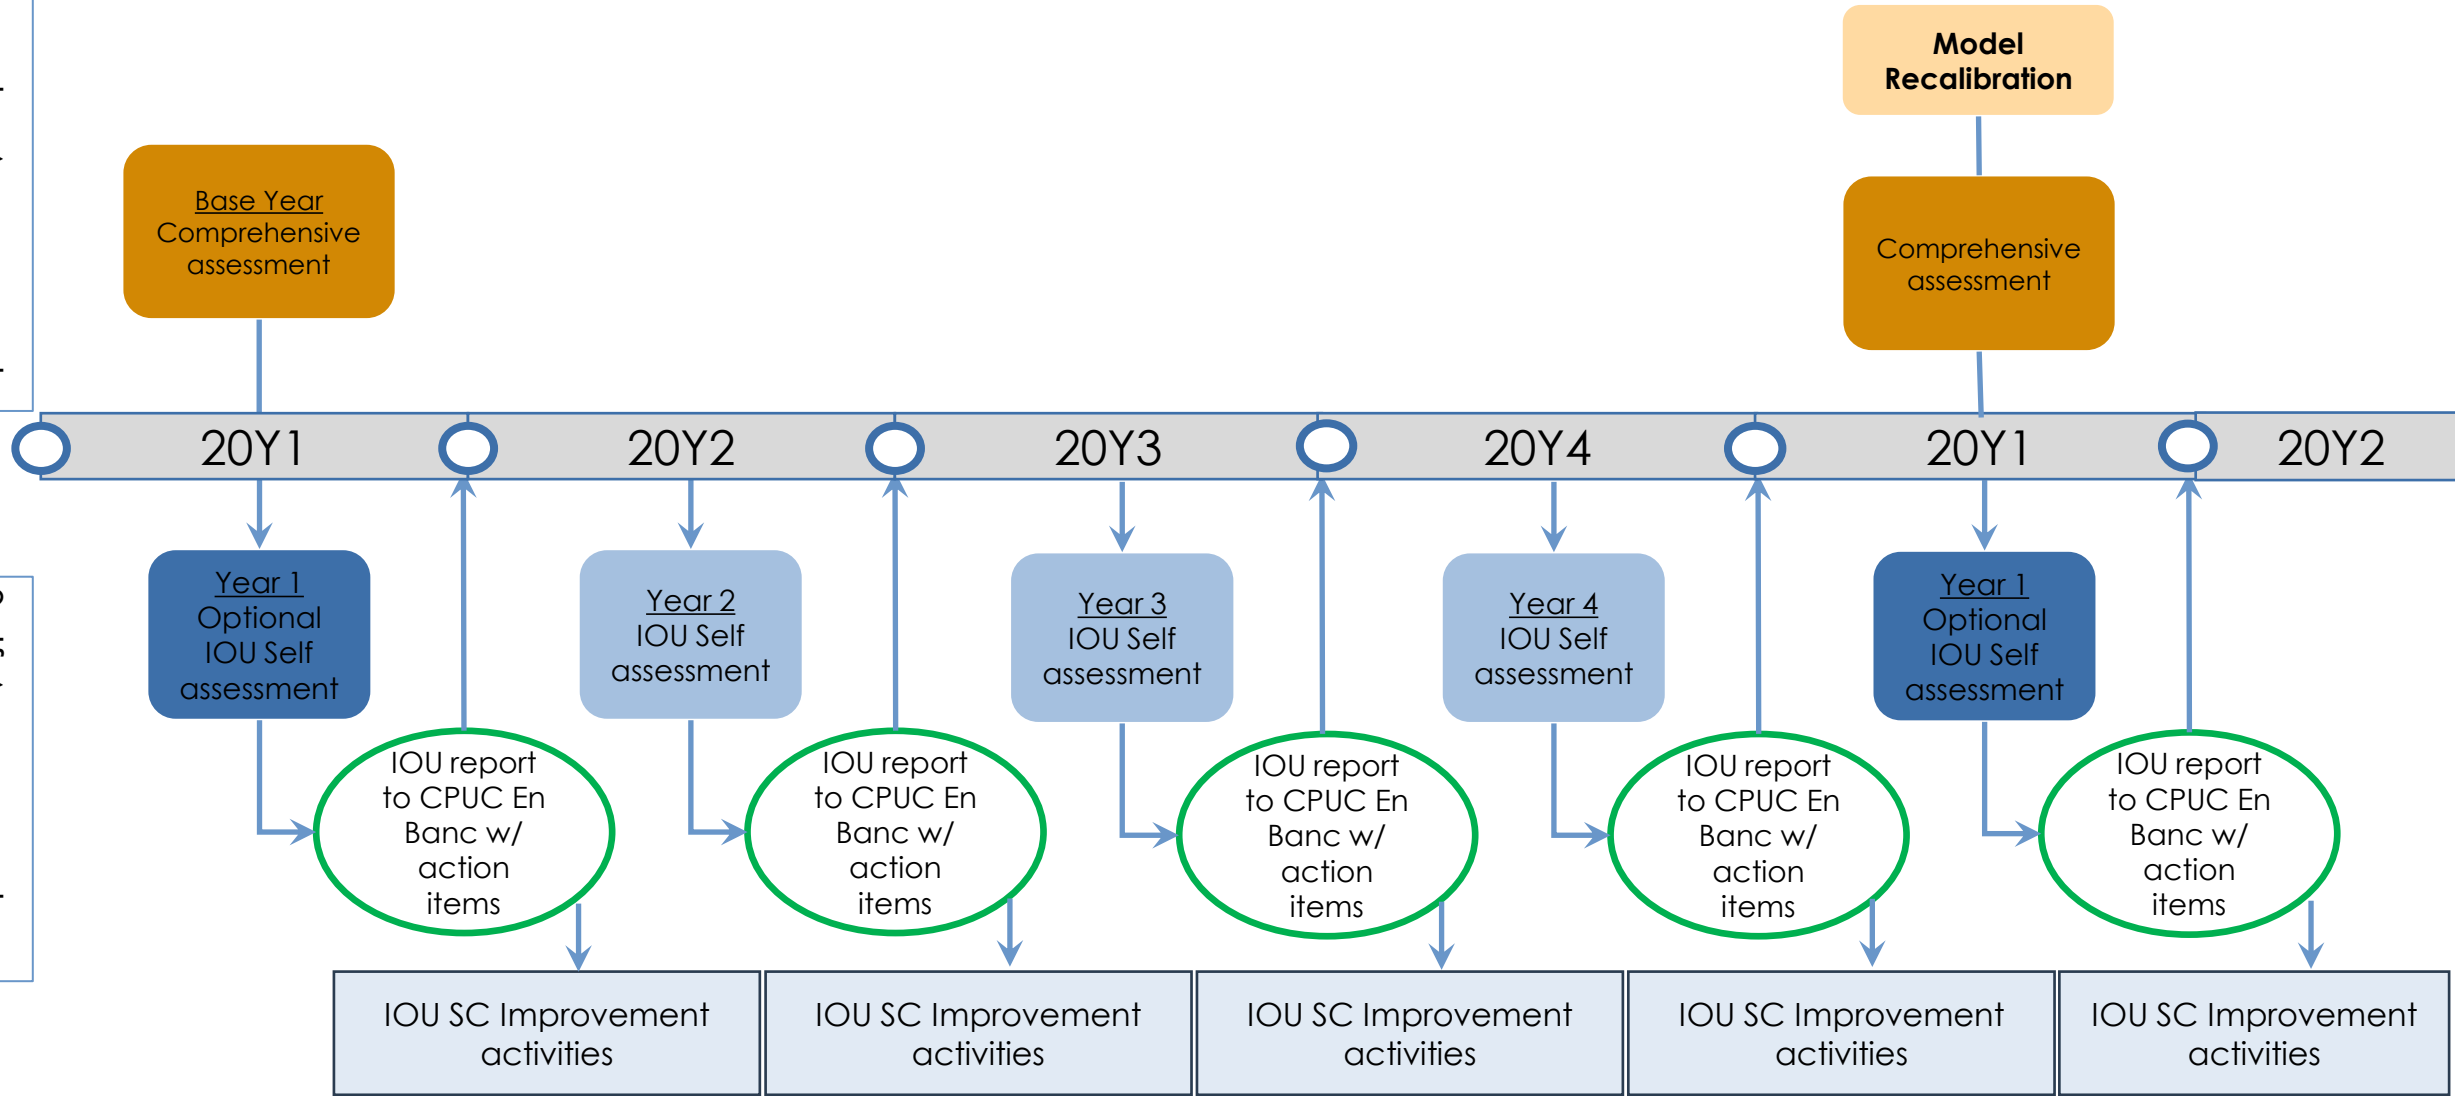 Model
Recalibration
Base Year
Comprehensive
assessment
Comprehensive
assessment
20Y1
20Y2
20Y3
20Y4
20Y1
20Y2
Year 1
Optional
IOU Self
assessment
Year 2
IOU Self
assessment
Year 3
IOU Self
assessment
Year 4
IOU Self
assessment
Year 1
Optional
IOU Self
assessment
IOU report
to CPUC En
Banc w/
action
items
IOU report
to CPUC En
Banc w/
action
items
IOU report
to CPUC En
Banc w/
action
items
IOU report
to CPUC En
Banc w/
action
items
IOU report
to CPUC En
Banc w/
action
items
IOU SC Improvement
activities
IOU SC Improvement
activities
IOU SC Improvement
activities
IOU SC Improvement
activities
IOU SC Improvement
activities